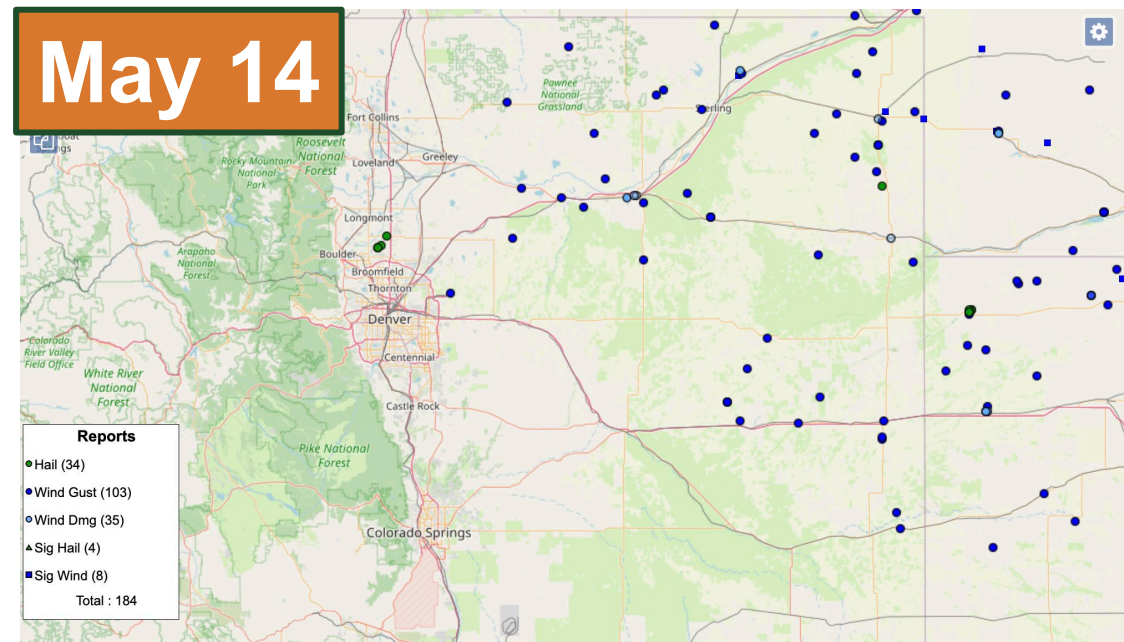 May 14
Pawnee
National
Grassland
Sterling
Fort Collins
Roosevelt
National
Forest
Rocky Mountain
National
Park
Loveland
Greeley
Longmont
Boulder
Arapaho
National
Forest
Broomfield
Thornton
Denver
Colorado
River Valley
Field Office
White River
National
Forest
Centennial
Castle Rock
Pike National
Forest
Colorado Springs
Reports
Hail (34)
Wind Gust (103)
Wind Dmg (35)
Sig Hail (4)
Sig Wind (8)
Total : 184